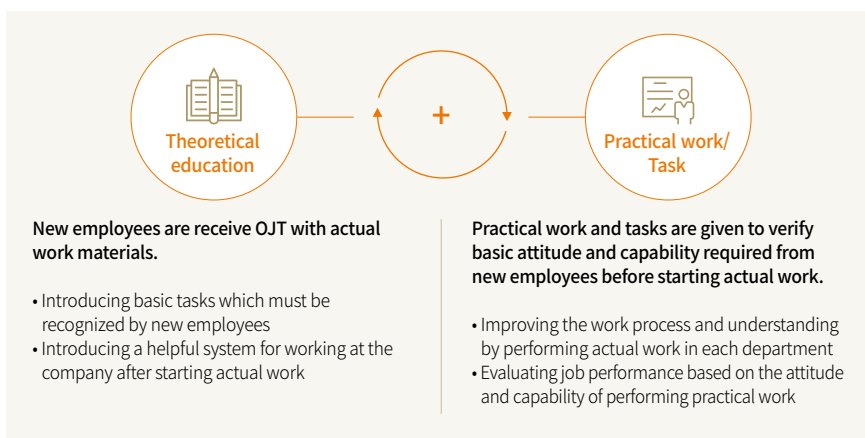 Theoretical
education
+
Practical work/
Task
New employees are receive OJT with actual
work materials.
• Introducing basic tasks which must be
recognized by new employees
• Introducing a helpful system for working at the
company after starting actual work
Practical work and tasks are given to verify
basic attitude and capability required from
new employees before starting actual work.
• Improving the work process and understanding
by performing actual work in each department
• Evaluating job performance based on the attitude
and capability of performing practical work